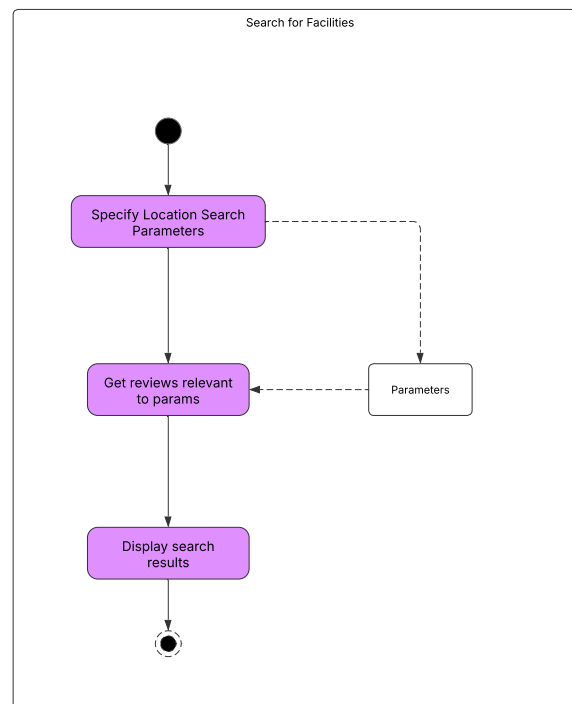 Search for Facilities
Specify Location Search
Parameters
Get reviews relevant
to params
Parameters
Display search
results